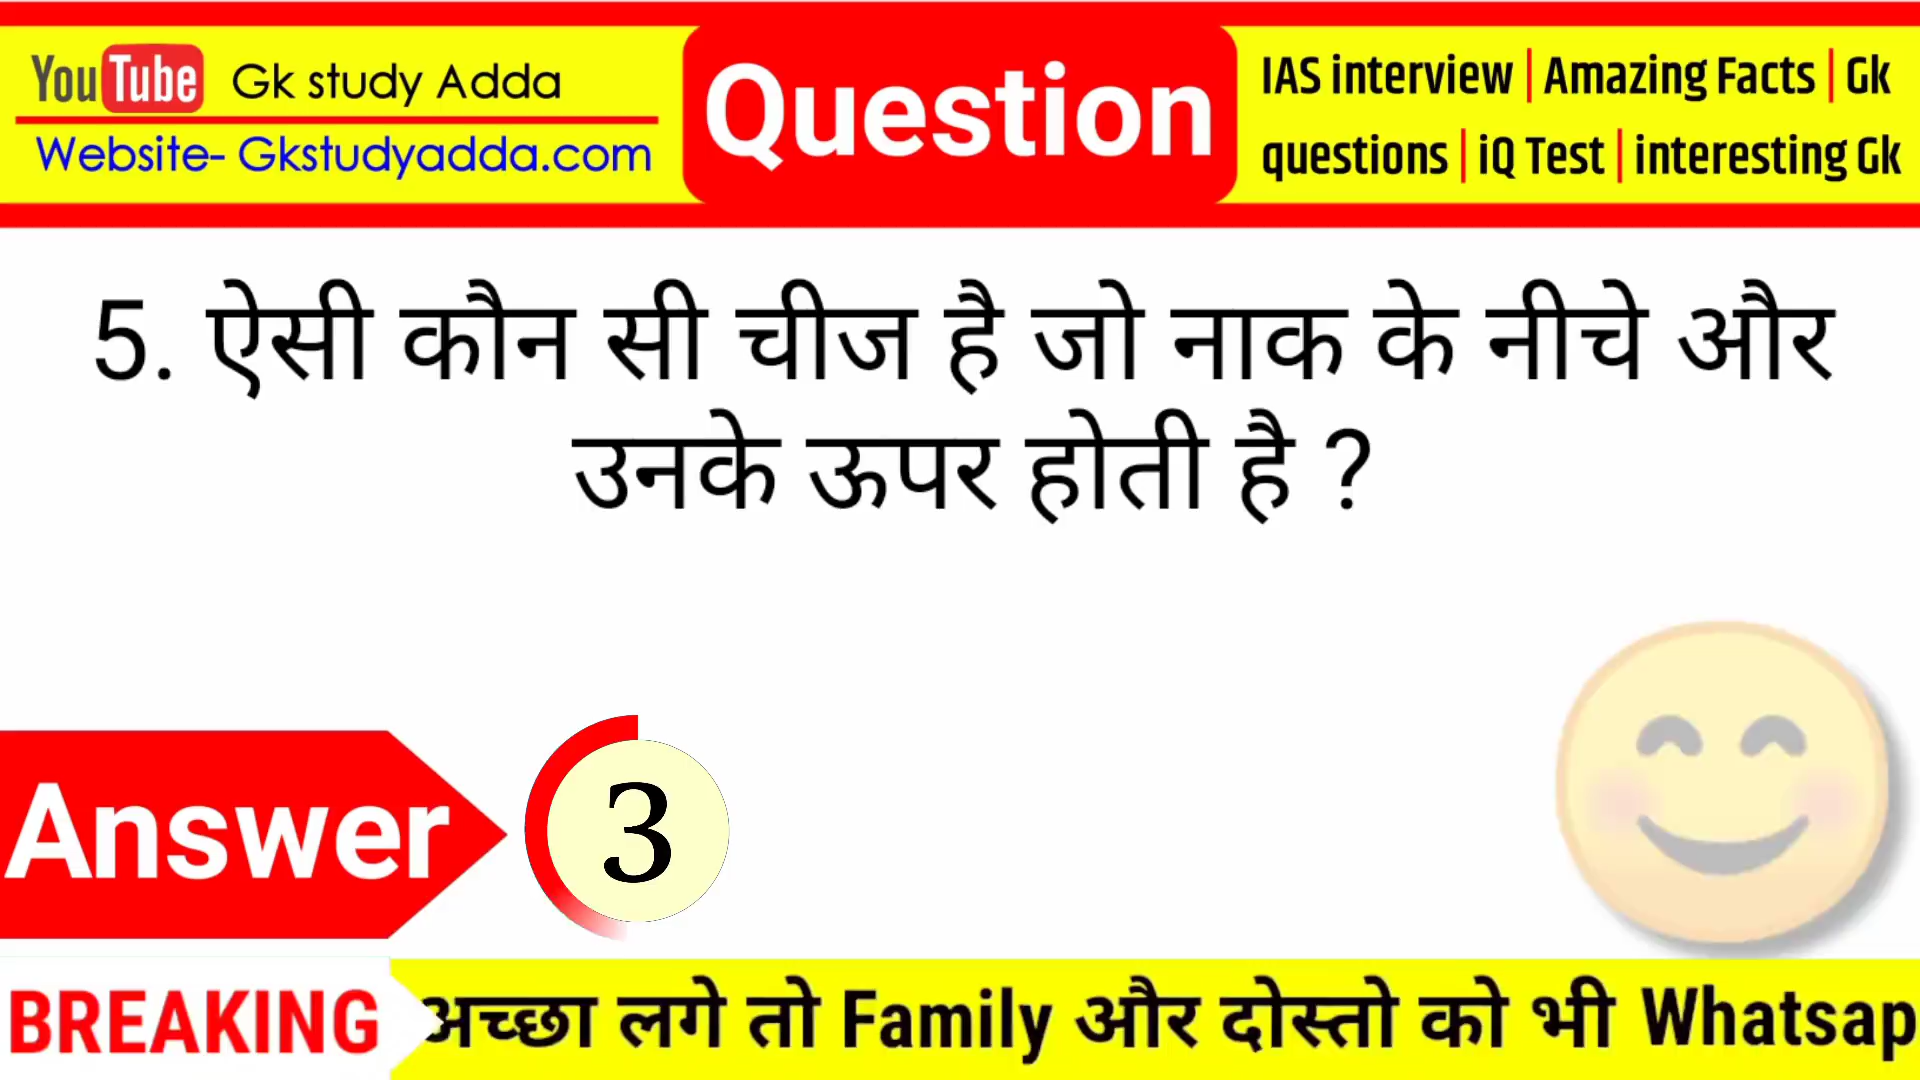 YouTube Gk study Adda
Website- Gkstudyadda.com
Question
IAS interview | Amazing Facts | Gk
questions | iQ Test | interesting Gk
5. ऐसी कौन सी चीज है जो नाक के नीचे और
उनके ऊपर होती है ?
Answer
3
BREAKING
अच्छा लगे तो Family और दोस्तो को भी Whatsap